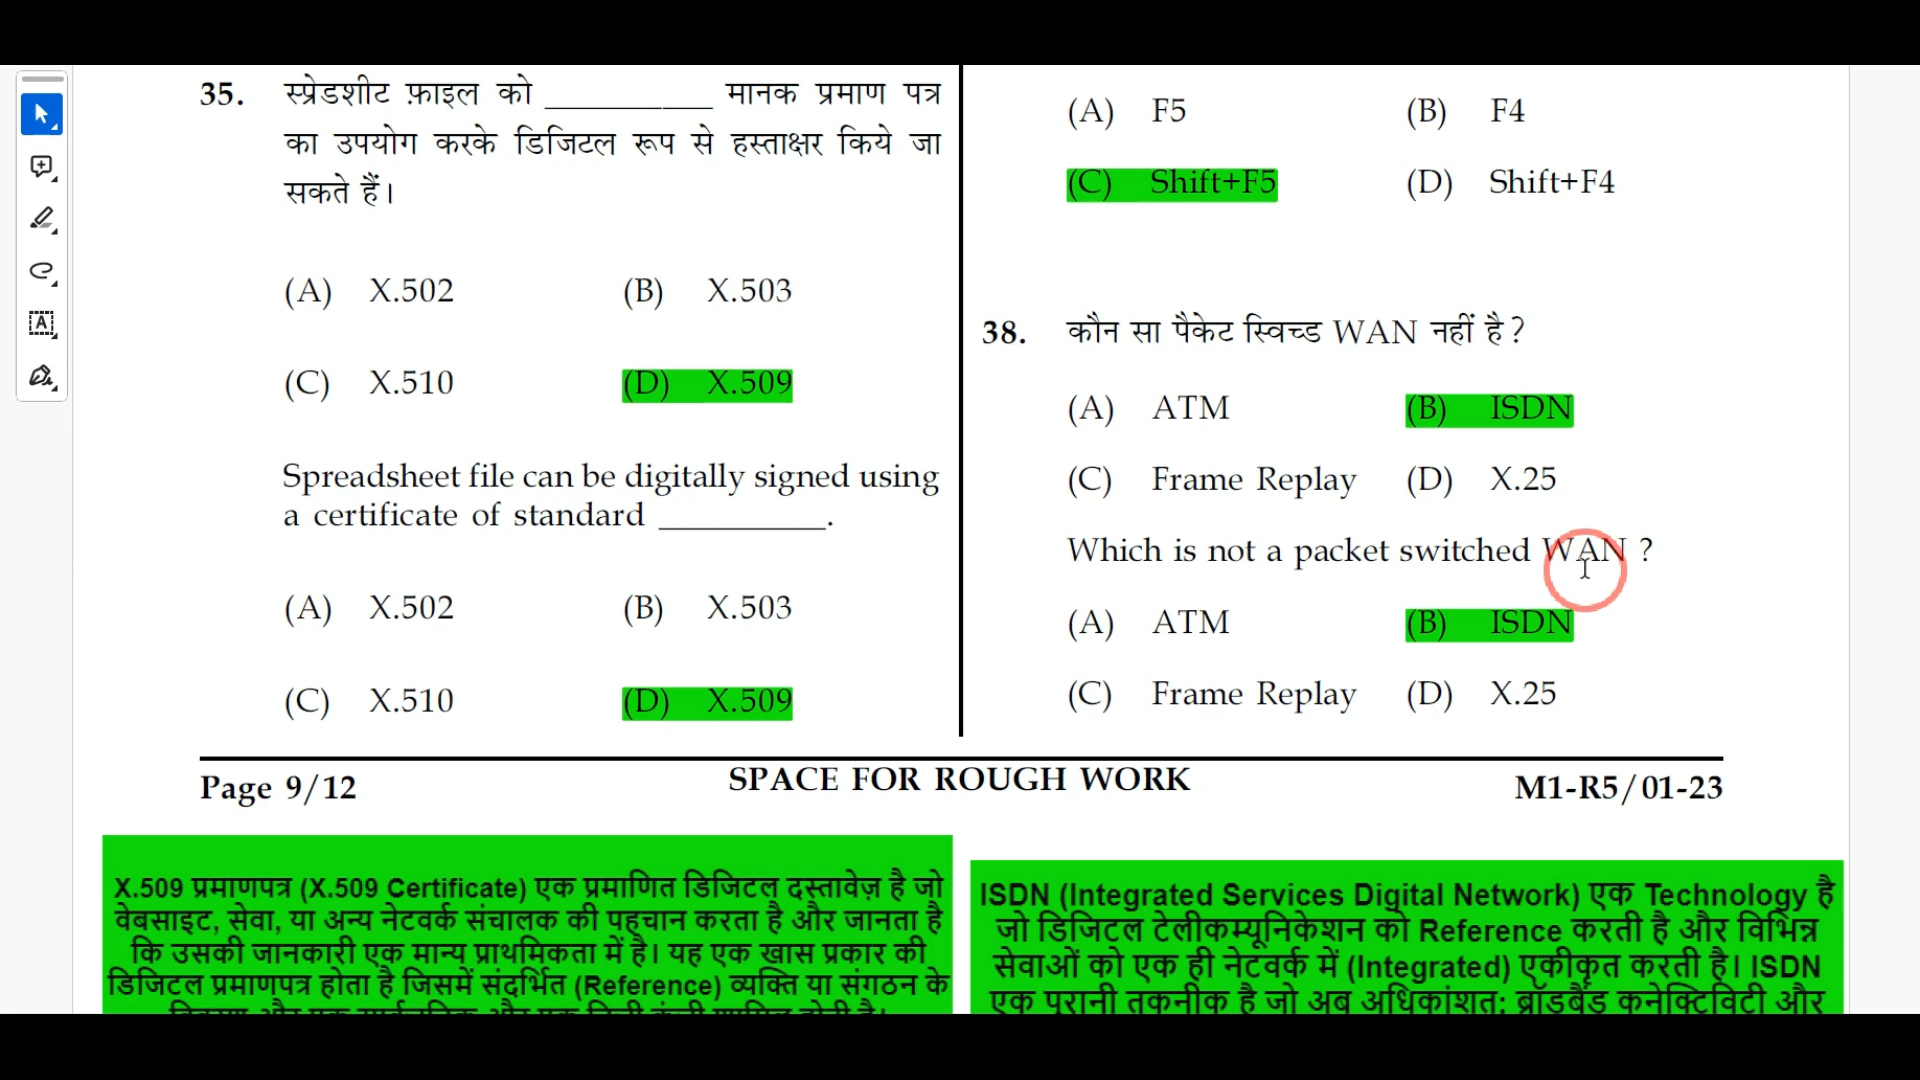 35. स्प्रेडशीट फ़ाइल को __________ मानक प्रमाण पत्र
का उपयोग करके डिजिटल रूप से हस्ताक्षर किये जा
सकते हैं।
(A) X.502 (B) X.503
(C) X.510 (D) X.509
Spreadsheet file can be digitally signed using
a certificate of standard __________.
(A) X.502 (B) X.503
(C) X.510 (D) X.509
(A) F5 (B) F4
(C) Shift+F5 (D) Shift+F4
38. कौन सा पैकेट स्विच्ड WAN नहीं है ?
(A) ATM (B) ISDN
(C) Frame Replay (D) X.25
Which is not a packet switched WAN ?
(A) ATM (B) ISDN
(C) Frame Replay (D) X.25
Page 9/12 SPACE FOR ROUGH WORK M1-R5/01-23
X.509 प्रमाणपत्र (X.509 Certificate) एक प्रमाणित डिजिटल दस्तावेज़ है जो
वेबसाइट, सेवा, या अन्य नेटवर्क संचालक की पहचान करता है और जानता है
कि उसकी जानकारी एक मान्य प्राथमिकता में है। यह एक खास प्रकार की
डिजिटल प्रमाणपत्र होता है जिसमें संदर्भित (Reference) व्यक्ति या संगठन के
ISDN (Integrated Services Digital Network) एक Technology है
जो डिजिटल टेलीकम्यूनिकेशन को Reference करती है और विभिन्न
सेवाओं को एक ही नेटवर्क में (Integrated) एकीकृत करती है। ISDN
एक पुरानी तकनीक है जो अब अधिकांशत: ब्रॉडबैंड कनेक्टिविटी और